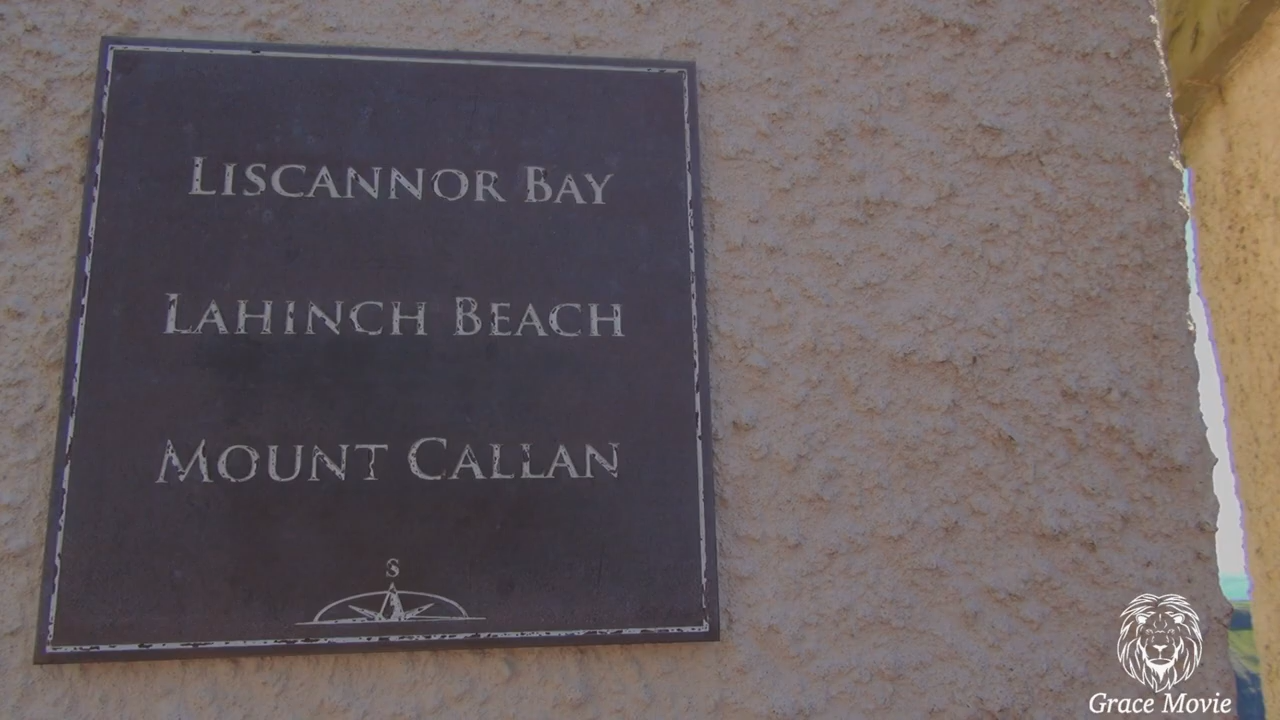 LISCANNOR BAY
LAHINCH BEACH
MOUNT CALLAN
S
Grace Movie